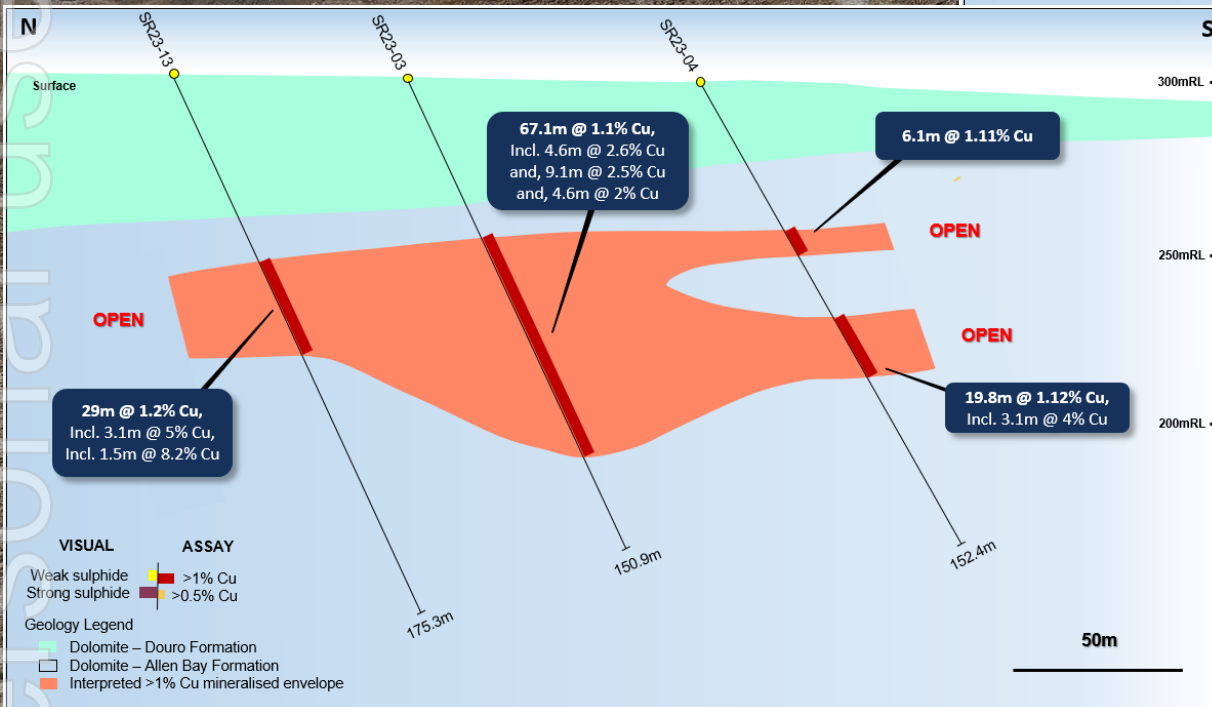 N
S
SR23-13
SR23-03
SR23-04
Surface
300mRL
250mRL
200mRL
67.1m @ 1.1% Cu,
Incl. 4.6m @ 2.6% Cu
and, 9.1m @ 2.5% Cu
and, 4.6m @ 2% Cu
6.1m @ 1.11% Cu
OPEN
OPEN
OPEN
29m @ 1.2% Cu,
Incl. 3.1m @ 5% Cu,
Incl. 1.5m @ 8.2% Cu
19.8m @ 1.12% Cu,
Incl. 3.1m @ 4% Cu
150.9m
152.4m
175.3m
VISUAL ASSAY
Weak sulphide >1% Cu
Strong sulphide >0.5% Cu
Geology Legend
Dolomite – Douro Formation
Dolomite – Allen Bay Formation
Interpreted >1% Cu mineralised envelope
50m